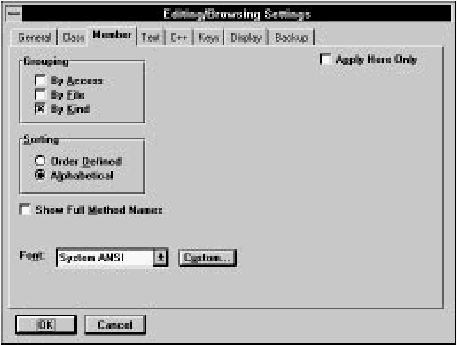 Editing/Browsing Settings
General Class Member Text C++ Keys Display Backup
Grouping
By Access
By File
By Kind
Apply Here Only
Sorting
Order Defined
Alphabetical
Show Full Method Names
Font: System ANSI Custom...
OK Cancel